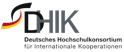 DHIK
Deutsches Hochschulkonsortium
für Internationale Kooperationen